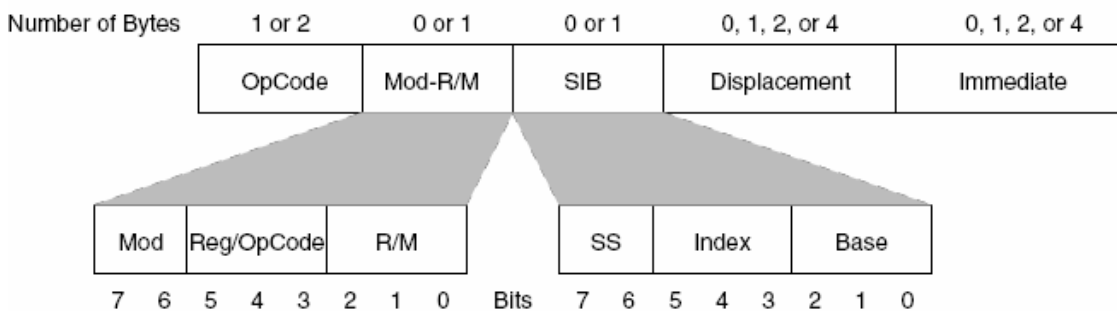 Number of Bytes 1 or 2 0 or 1 0 or 1 0, 1, 2, or 4 0, 1, 2, or 4
OpCode Mod-R/M SIB Displacement Immediate
Mod Reg/OpCode R/M SS Index Base
7 6 5 4 3 2 1 0 Bits 7 6 5 4 3 2 1 0